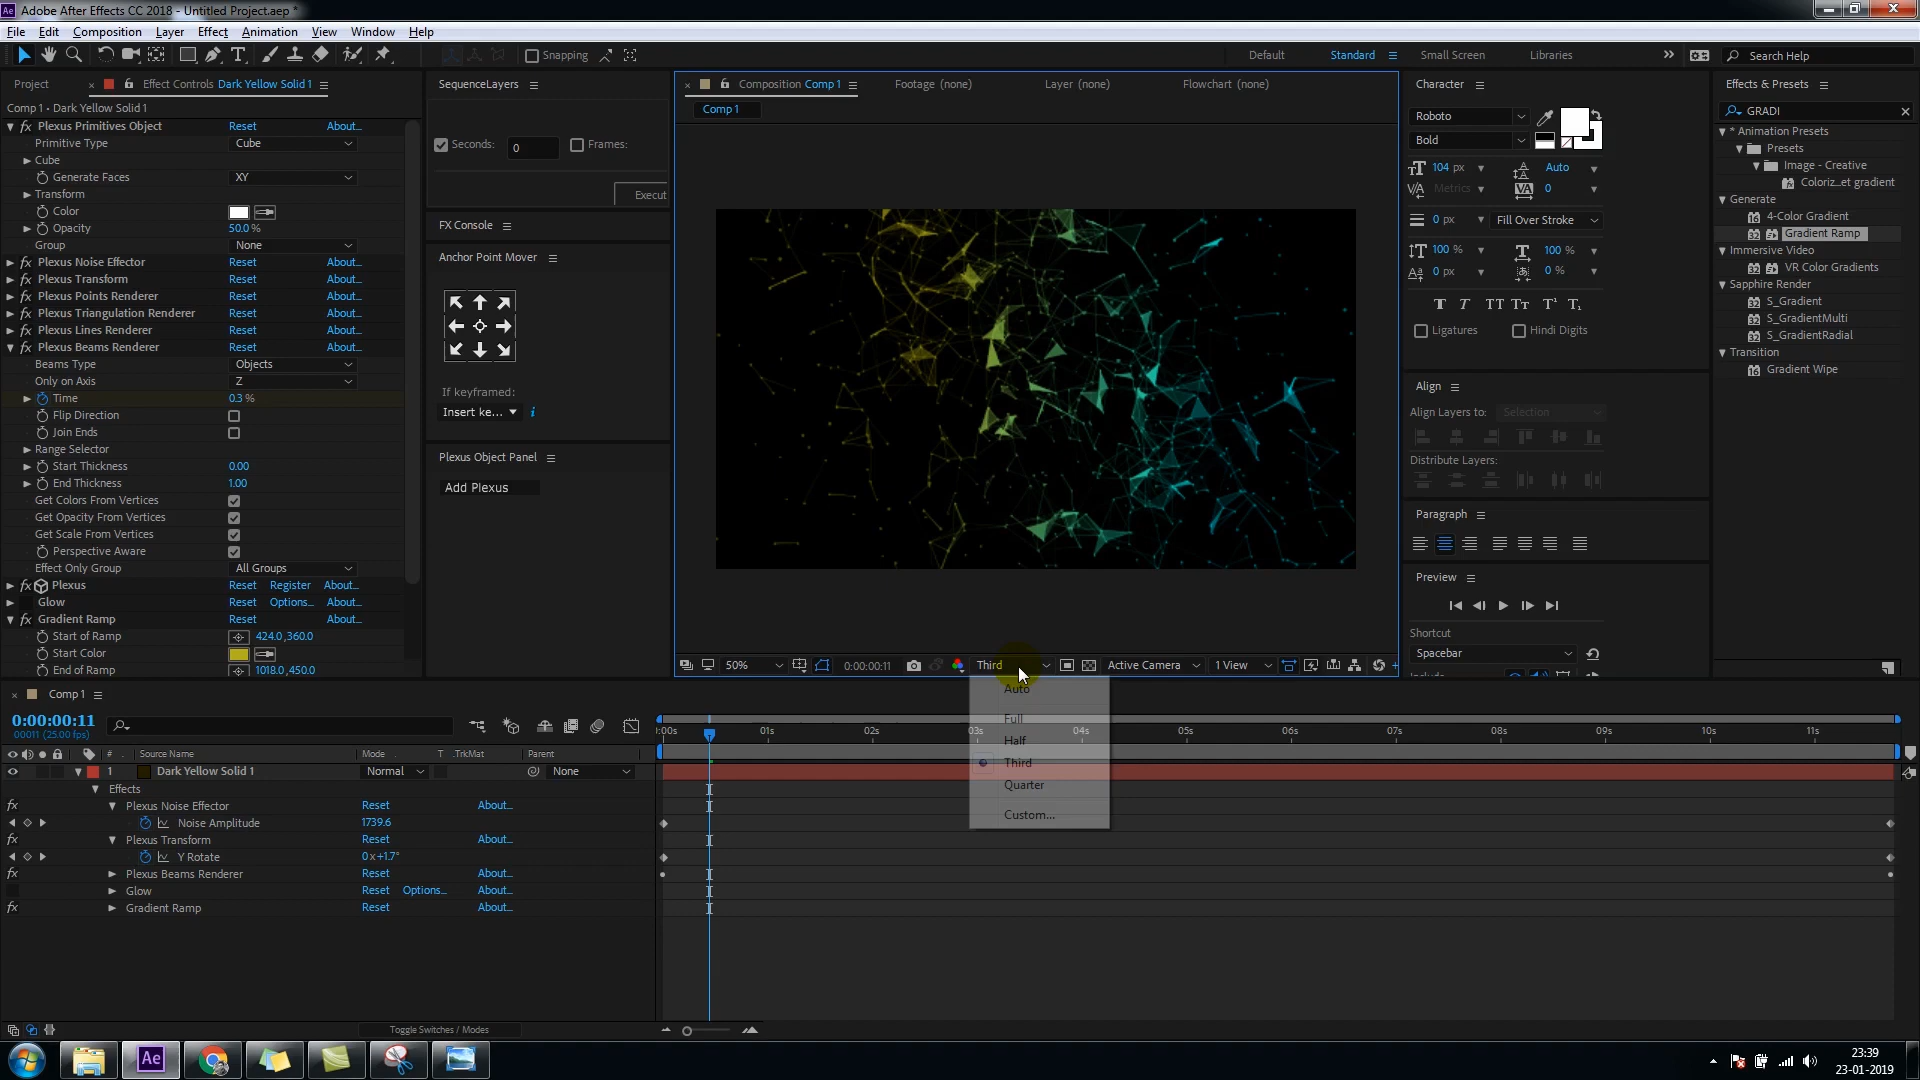 Adobe After Effects CC 2018 - Untitled Project.aep *
File Edit Composition Layer Effect Animation View Window Help
Snapping
Default Standard Small Screen Libraries
Search Help
Project
Effect Controls Dark Yellow Solid 1
Comp 1 • Dark Yellow Solid 1
Plexus Primitives Object Reset About...
Primitive Type Cube
Cube
Generate Faces XY
Transform
Color
Opacity 50.0 %
Group None
Plexus Noise Effector Reset About...
Plexus Transform Reset About...
Plexus Points Renderer Reset About...
Plexus Triangulation Renderer Reset About...
Plexus Lines Renderer Reset About...
Plexus Beams Renderer Reset About...
Beams Type Objects
Only on Axis Z
Time 0.3 %
Flip Direction
Join Ends
Range Selector
Start Thickness 0.00
End Thickness 1.00
Get Colors From Vertices
Get Opacity From Vertices
Get Scale From Vertices
Perspective Aware
Effect Only Group All Groups
Plexus Reset Register About...
Glow Reset Options... About...
Gradient Ramp Reset About...
Start of Ramp 424.0, 360.0
Start Color
End of Ramp 1018.0, 450.0
SequenceLayers
Seconds: 0 Frames:
Execut
FX Console
Anchor Point Mover
If keyframed:
Insert ke...
Plexus Object Panel
Add Plexus
Composition Comp 1
Footage (none)
Layer (none)
Flowchart (none)
Comp 1
50% 0:00:00:11 Third Active Camera 1 View
Auto
Full
Half
Third
Quarter
Custom...
Character
Roboto
Bold
104 px Auto
Metrics 0
0 px Fill Over Stroke
100 % 100 %
0 px 0 %
Ligatures Hindi Digits
Align
Align Layers to: Selection
Distribute Layers:
Paragraph
Preview
Shortcut
Spacebar
Effects & Presets
GRADI
* Animation Presets
Presets
Image - Creative
Coloriz...et gradient
Generate
4-Color Gradient
Gradient Ramp
Immersive Video
VR Color Gradients
Sapphire Render
S_Gradient
S_GradientMulti
S_GradientRadial
Transition
Gradient Wipe
Comp 1
0:00:00:11
00011 (25.00 fps)
# Source Name Mode T .TrkMat Parent
:00s 01s 02s 03s 04s 05s 06s 07s 08s 09s 10s 11s
1 Dark Yellow Solid 1 Normal None
Effects
Plexus Noise Effector Reset About...
Noise Amplitude 1739.6
Plexus Transform Reset About...
Y Rotate 0x+1.7°
Plexus Beams Renderer Reset About...
Glow Reset Options... About...
Gradient Ramp Reset About...
Toggle Switches / Modes
23:39
23-01-2019